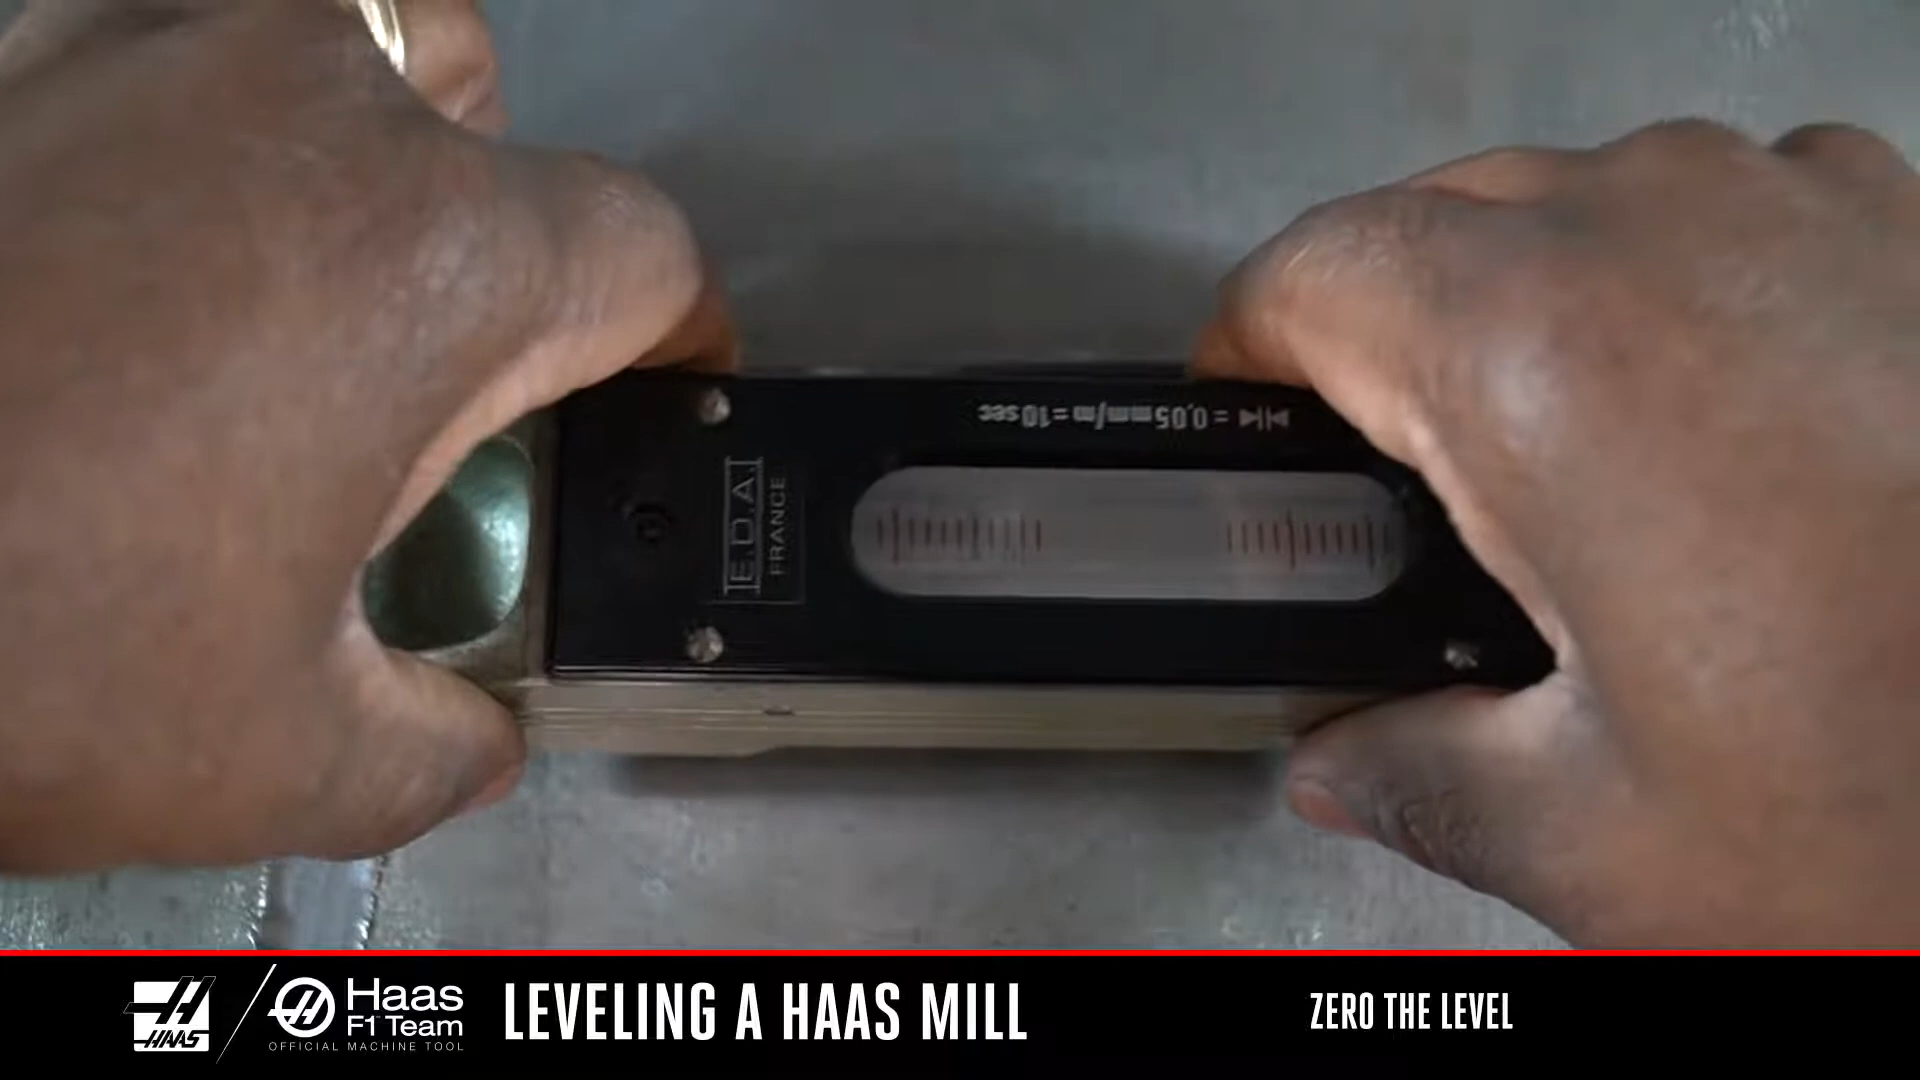 = 0,05mm/m=10sec
E.D.A.
FRANCE
HAAS
Haas
F1 Team
OFFICIAL MACHINE TOOL
LEVELING A HAAS MILL
ZERO THE LEVEL